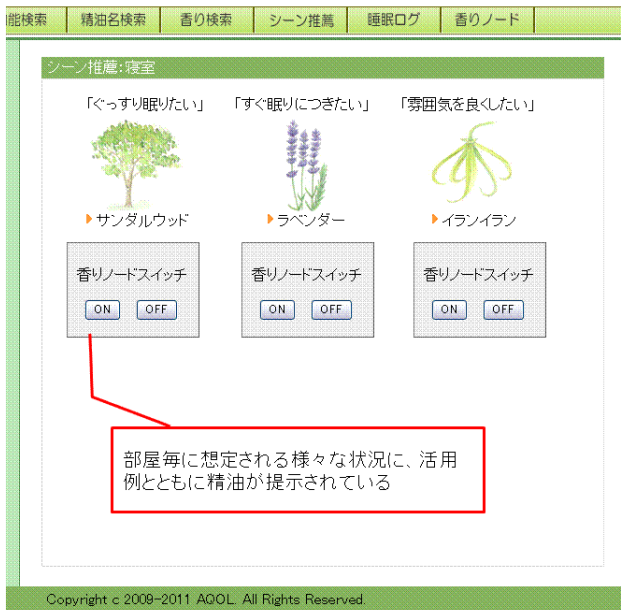 能検索 精油名検索 香り検索 シーン推薦 睡眠ログ 香りノード
シーン推薦:寝室
「ぐっすり眠りたい」 「すぐ眠りにつきたい」 「雰囲気を良くしたい」
サンダルウッド ラベンダー イランイラン
香りノードスイッチ 香りノードスイッチ 香りノードスイッチ
ON OFF ON OFF ON OFF
部屋毎に想定される様々な状況に、活用
例とともに精油が提示されている
Copyright c 2009-2011 AQOL. All Rights Reserved.